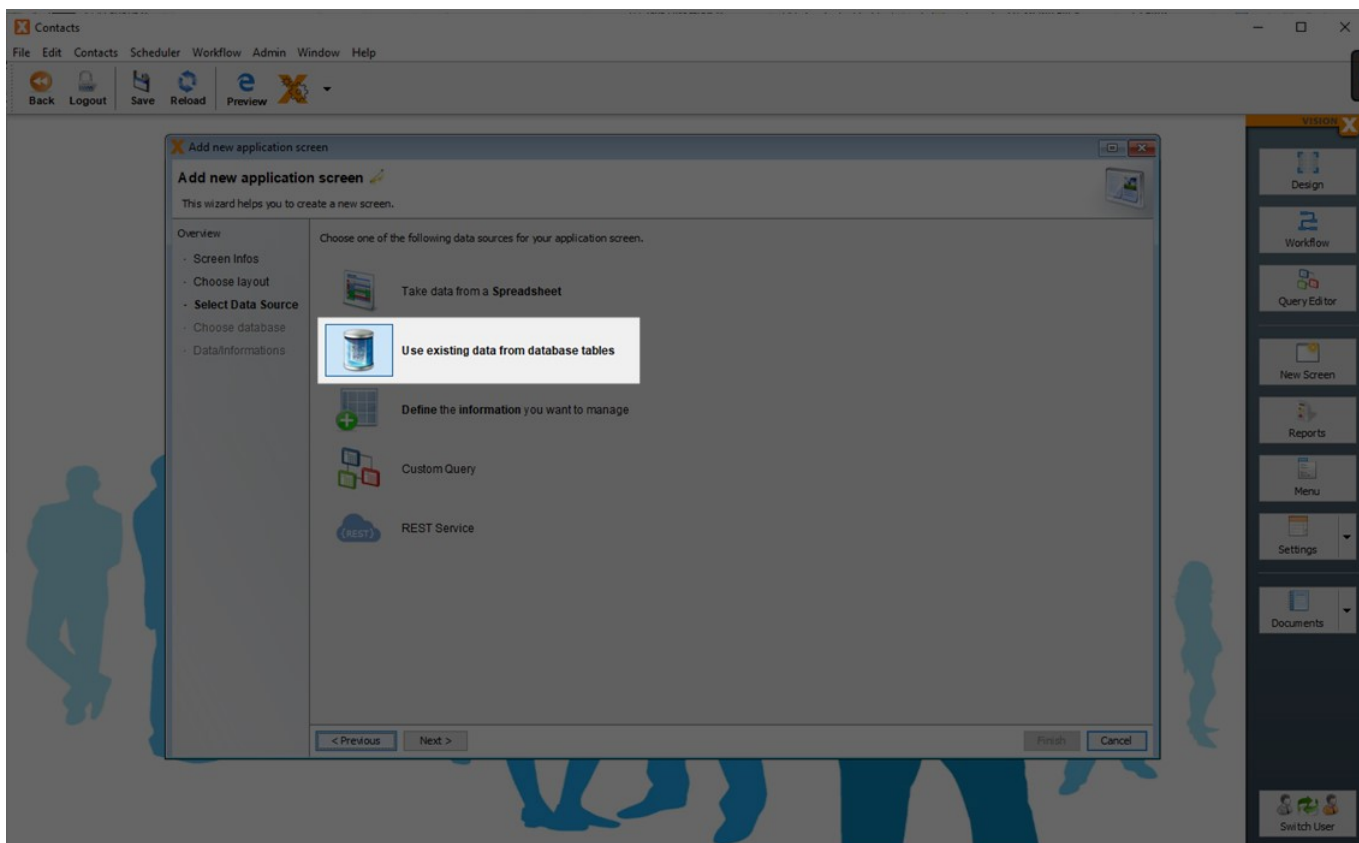 Contacts
File Edit Contacts Scheduler Workflow Admin Window Help
Back Logout Save Reload Preview
VISION X
Add new application screen
Add new application screen
This wizard helps you to create a new screen.
Overview
- Screen Infos
- Choose layout
- Select Data Source
- Choose database
- Data/Informations
Choose one of the following data sources for your application screen.
Take data from a Spreadsheet
Use existing data from database tables
Define the information you want to manage
Custom Query
{REST} REST Service
< Previous Next > Finish Cancel
Design
Workflow
Query Editor
New Screen
Reports
Menu
Settings
Documents
Switch User